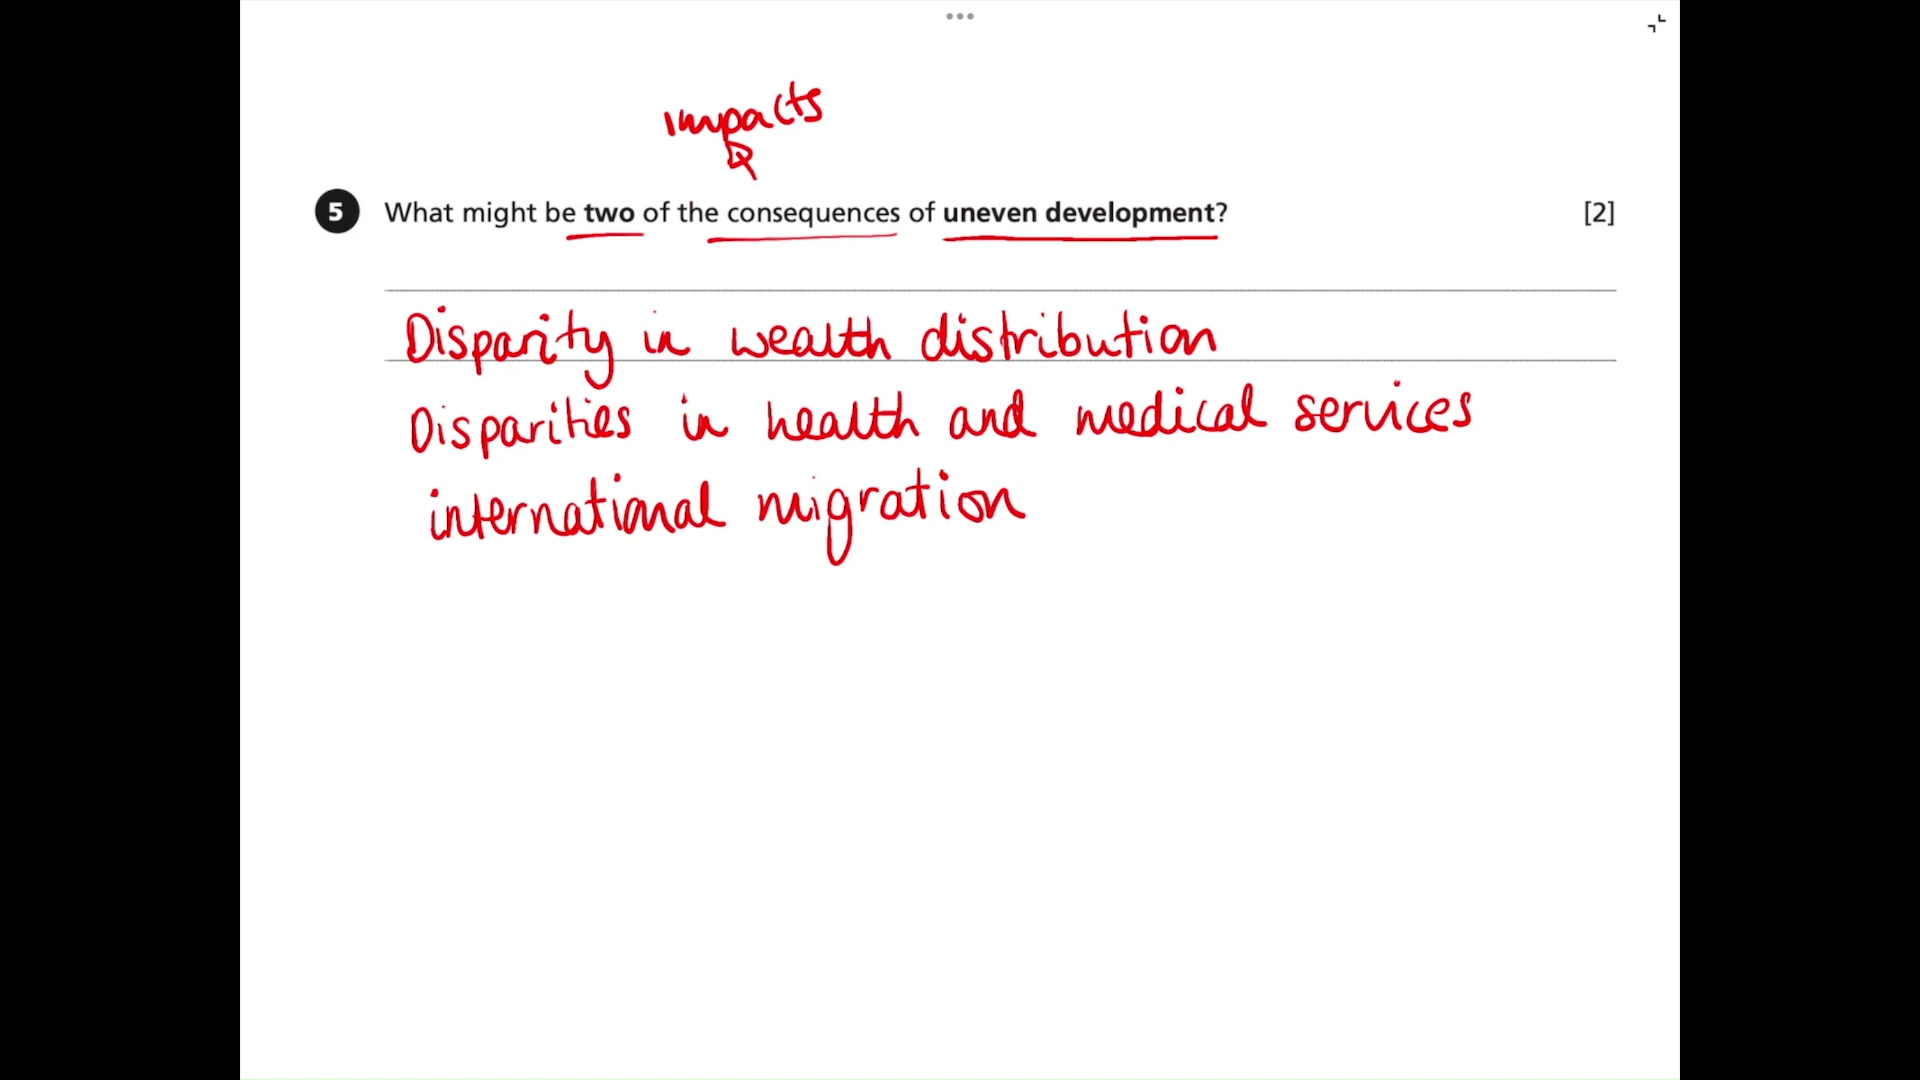 impacts
5 What might be two of the consequences of uneven development? [2]
Disparity in wealth distribution
Disparities in health and medical services
international migration